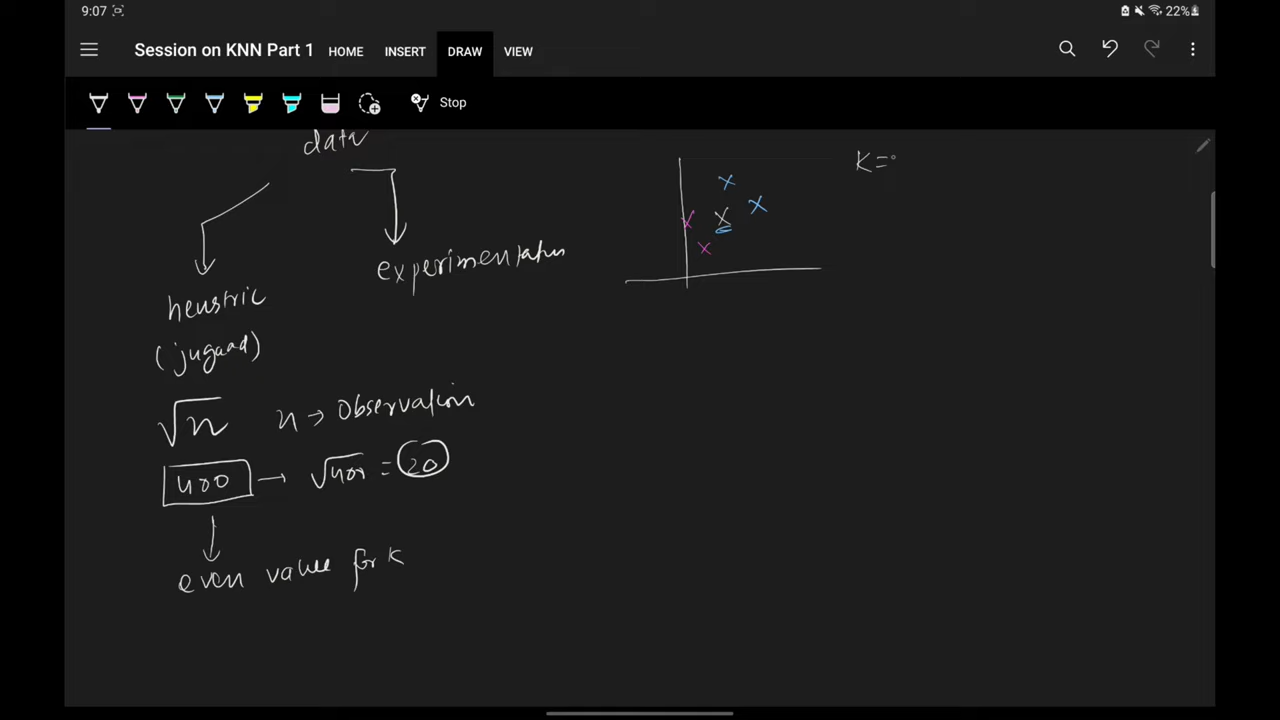 9:07
22%
Session on KNN Part 1
HOME
INSERT
DRAW
VIEW
Stop
data
K=
heustric
(jugaad)
experimentation
√n n → Observation
400 → √400 = 20
even value for K